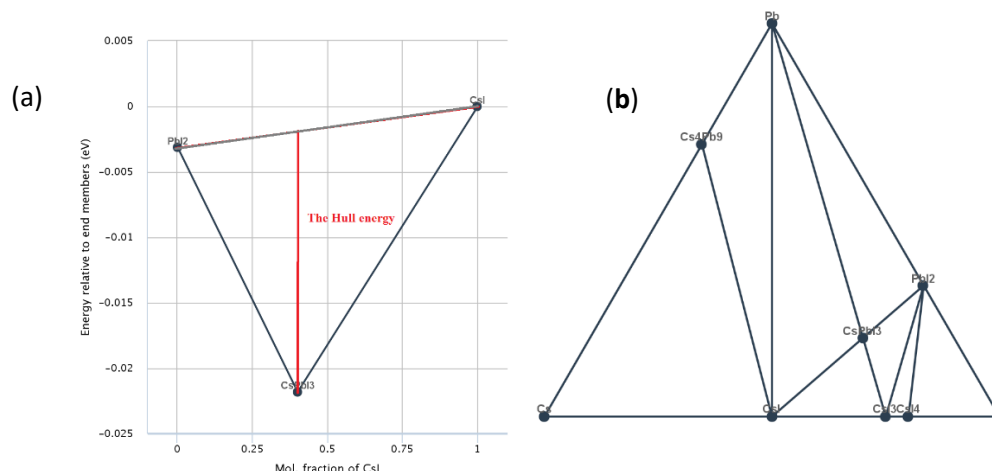 (a)
0.005
0
-0.005
-0.01
-0.015
-0.02
-0.025
Energy relative to end members (eV)
PbI2
CsI
The Hull energy
CsPbI3
0
0.25
0.5
0.75
1
Mol. fraction of CsI
(b)
Pb
Cs4Pb9
PbI2
CsPbI3
Cs
CsI
CsI3
CsI4